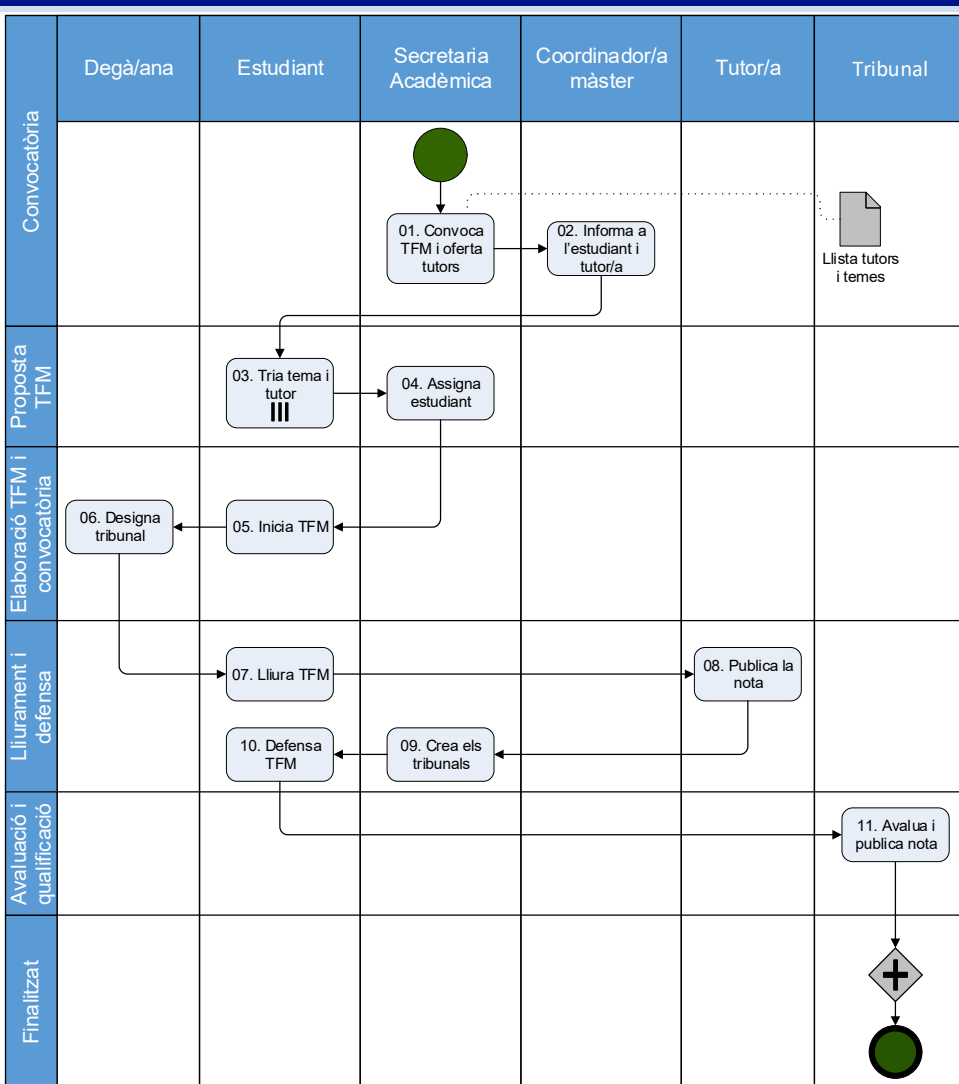 Degà/ana
Estudiant
Secretaria
Acadèmica
Coordinador/a
màster
Tutor/a
Tribunal
Convocatòria
01. Convoca
TFM i oferta
tutors
02. Informa a
l'estudiant i
tutor/a
Llista tutors
i temes
Proposta
TFM
03. Tria tema i
tutor
04. Assigna
estudiant
Elaboració TFM i
convocatòria
06. Designa
tribunal
05. Inicia TFM
Lliurament i
defensa
07. Lliura TFM
08. Publica la
nota
10. Defensa
TFM
09. Crea els
tribunals
Avaluació i
qualificació
11. Avalua i
publica nota
Finalitzat